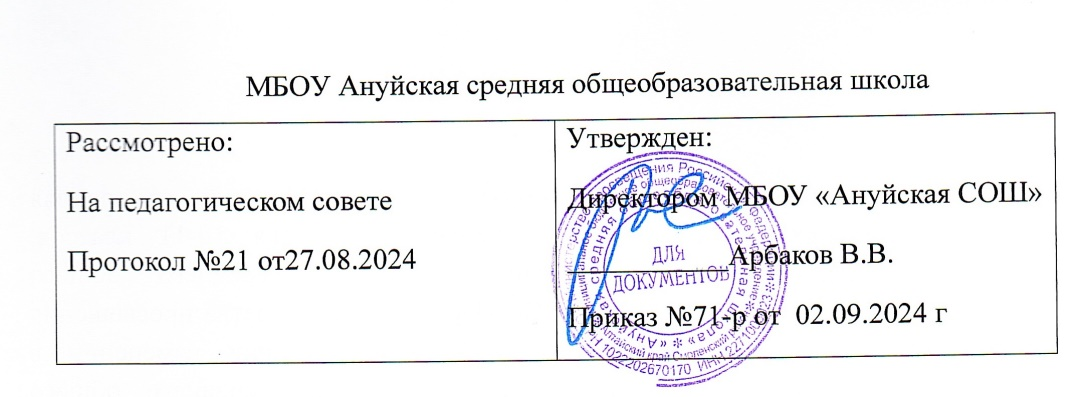 МБОУ Ануйская средняя общеобразовательная школа
Рассмотрено:
На педагогическом совете
Протокол №21 от27.08.2024
Утвержден:
Директором МБОУ «Ануйская СОШ»
Арбаков В.В.
Приказ №71-р от 02.09.2024 г
ДЛЯ
ДОКУМЕНТОВ